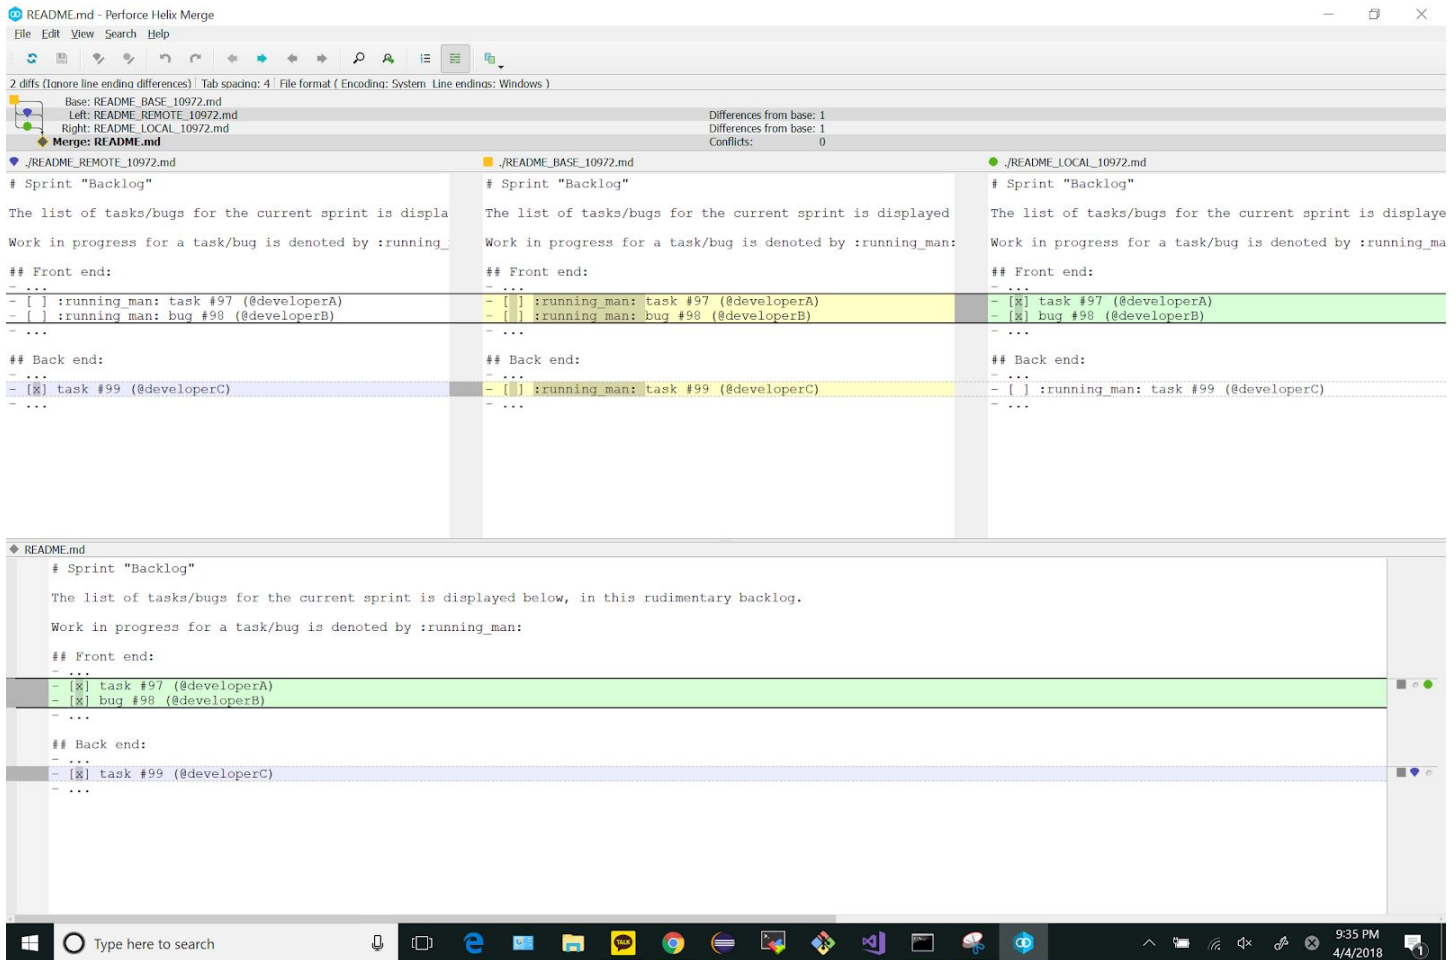 README.md - Perforce Helix Merge
File Edit View Search Help
2 diffs (Ignore line ending differences) Tab spacing: 4 File format ( Encoding: System Line endings: Windows )
Base: README_BASE_10972.md
Left: README_REMOTE_10972.md Differences from base: 1
Right: README_LOCAL_10972.md Differences from base: 1
Merge: README.md Conflicts: 0
./README_REMOTE_10972.md
# Sprint "Backlog"
The list of tasks/bugs for the current sprint is displa
Work in progress for a task/bug is denoted by :running_
## Front end:
- ...
- [ ] :running_man: task #97 (@developerA)
- [ ] :running_man: bug #98 (@developerB)
- ...
## Back end:
- ...
- [x] task #99 (@developerC)
- ...
./README_BASE_10972.md
# Sprint "Backlog"
The list of tasks/bugs for the current sprint is displayed
Work in progress for a task/bug is denoted by :running_man:
## Front end:
- ...
- [ ] :running_man: task #97 (@developerA)
- [ ] :running_man: bug #98 (@developerB)
- ...
## Back end:
- ...
- [ ] :running_man: task #99 (@developerC)
- ...
./README_LOCAL_10972.md
# Sprint "Backlog"
The list of tasks/bugs for the current sprint is displaye
Work in progress for a task/bug is denoted by :running_ma
## Front end:
- ...
- [x] task #97 (@developerA)
- [x] bug #98 (@developerB)
- ...
## Back end:
- ...
- [ ] :running_man: task #99 (@developerC)
- ...
README.md
# Sprint "Backlog"
The list of tasks/bugs for the current sprint is displayed below, in this rudimentary backlog.
Work in progress for a task/bug is denoted by :running_man:
## Front end:
- ...
- [x] task #97 (@developerA)
- [x] bug #98 (@developerB)
- ...
## Back end:
- ...
- [x] task #99 (@developerC)
- ...
Type here to search
TALK
9:35 PM
4/4/2018
1